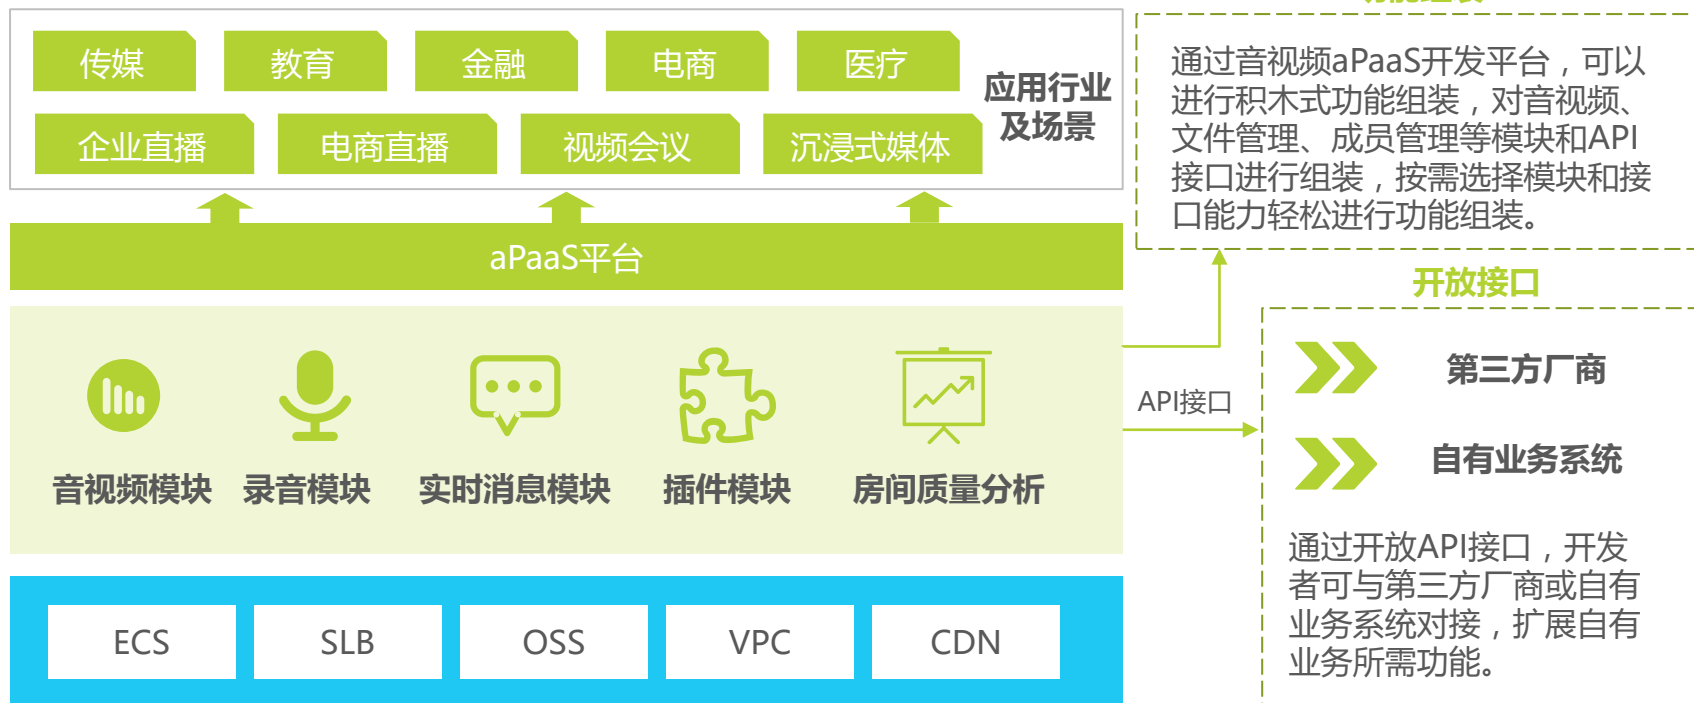 传媒
教育
金融
电商
医疗
企业直播
电商直播
视频会议
沉浸式媒体
应用行业
及场景
aPaaS平台
音视频模块
录音模块
实时消息模块
插件模块
房间质量分析
ECS
SLB
OSS
VPC
CDN
通过音视频aPaaS开发平台，可以
进行积木式功能组装，对音视频、
文件管理、成员管理等模块和API
接口进行组装，按需选择模块和接
口能力轻松进行功能组装。
API接口
开放接口
第三方厂商
自有业务系统
通过开放API接口，开发
者可与第三方厂商或自有
业务系统对接，扩展自有
业务所需功能。